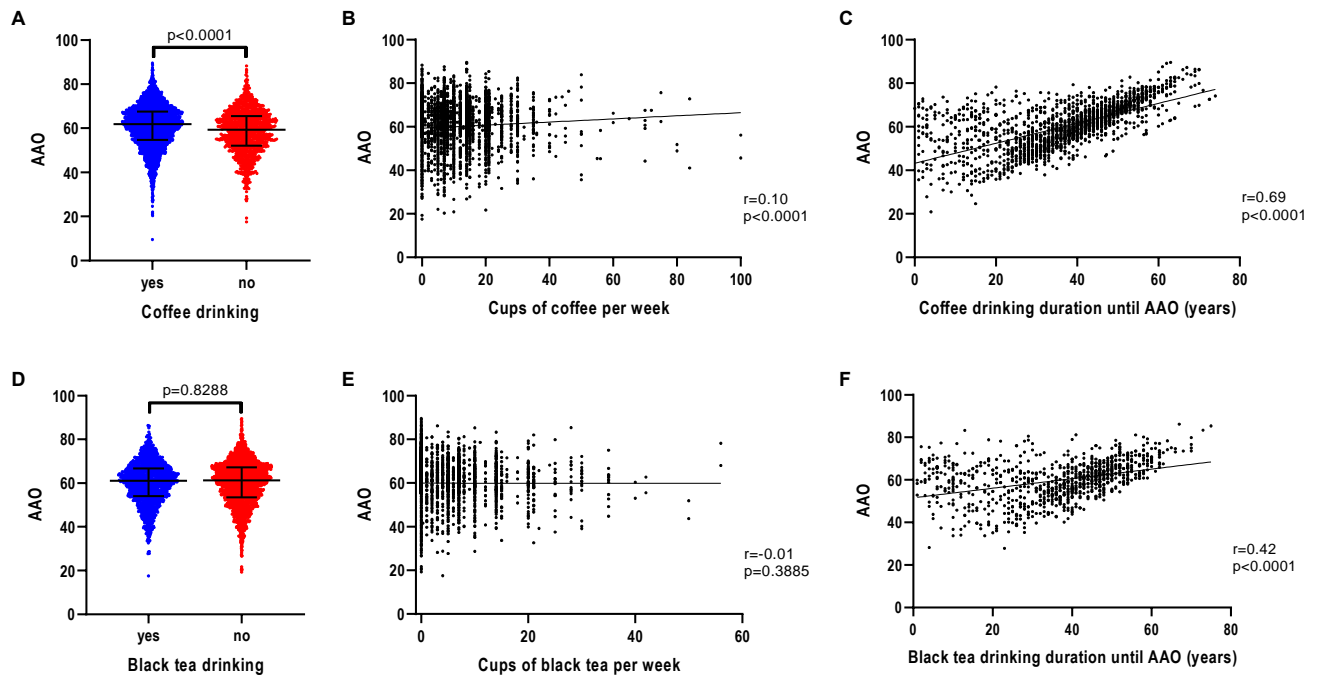 A
p<0.0001
100
80
60
40
20
0
AAO
yes
no
Coffee drinking
B
100
80
60
40
20
0
AAO
0
20
40
60
80
100
Cups of coffee per week
r=0.10
p<0.0001
C
100
80
60
40
20
0
AAO
0
20
40
60
80
Coffee drinking duration until AAO (years)
r=0.69
p<0.0001
D
p=0.8288
100
80
60
40
20
0
AAO
yes
no
Black tea drinking
E
100
80
60
40
20
0
AAO
0
20
40
60
Cups of black tea per week
r=-0.01
p=0.3885
F
100
80
60
40
20
0
AAO
0
20
40
60
80
Black tea drinking duration until AAO (years)
r=0.42
p<0.0001